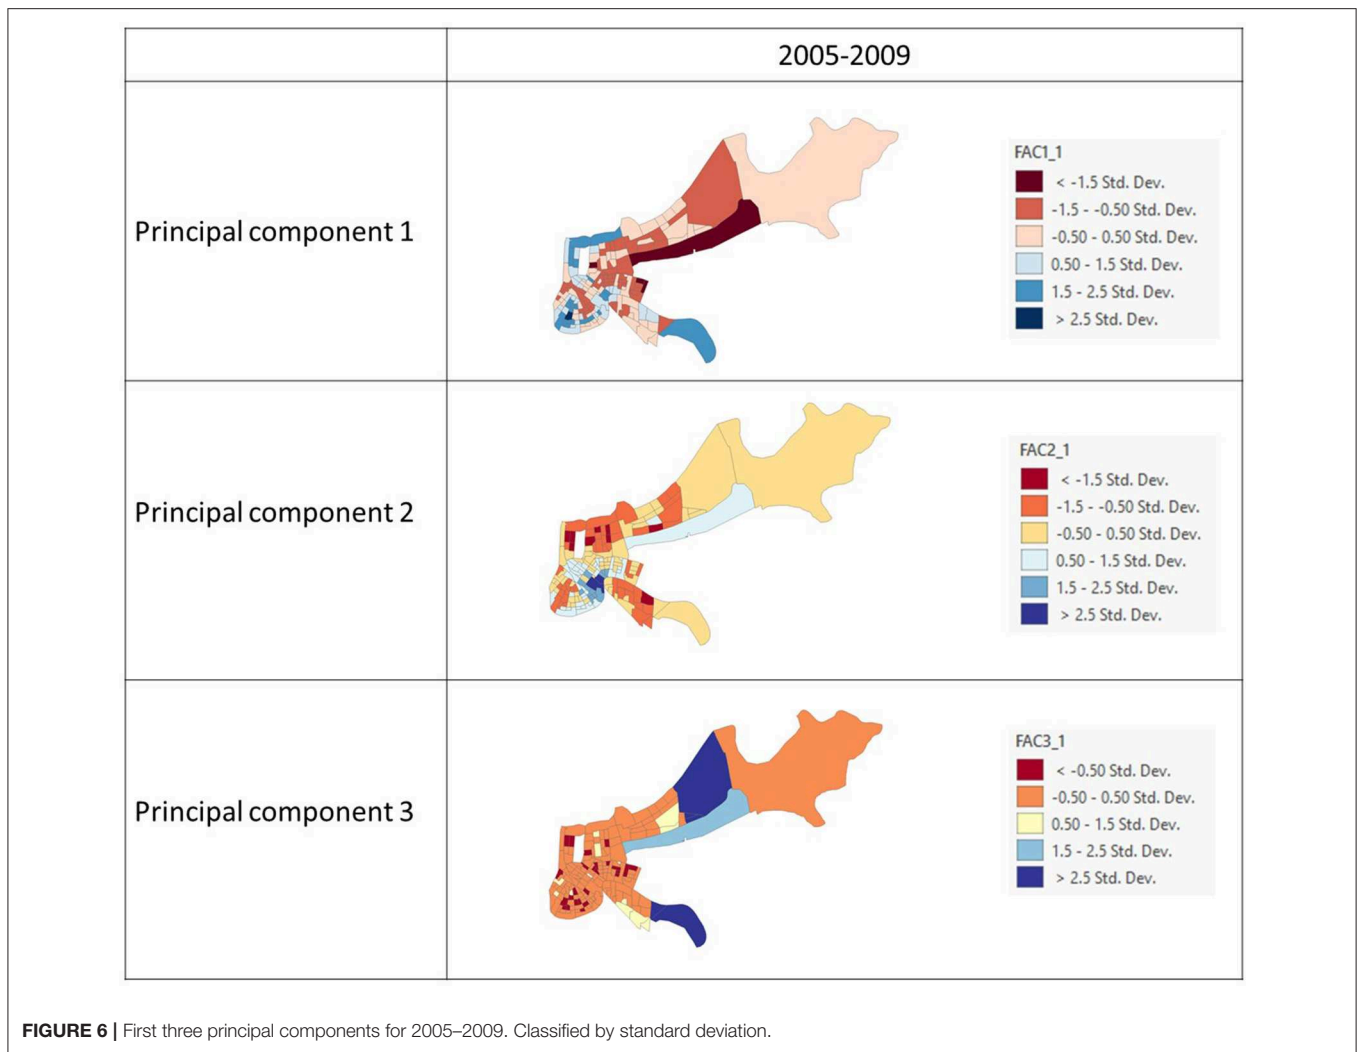 2005-2009
Principal component 1
FAC1_1
< -1.5 Std. Dev.
-1.5 - -0.50 Std. Dev.
-0.50 - 0.50 Std. Dev.
0.50 - 1.5 Std. Dev.
1.5 - 2.5 Std. Dev.
> 2.5 Std. Dev.
Principal component 2
FAC2_1
< -1.5 Std. Dev.
-1.5 - -0.50 Std. Dev.
-0.50 - 0.50 Std. Dev.
0.50 - 1.5 Std. Dev.
1.5 - 2.5 Std. Dev.
> 2.5 Std. Dev.
Principal component 3
FAC3_1
< -0.50 Std. Dev.
-0.50 - 0.50 Std. Dev.
0.50 - 1.5 Std. Dev.
1.5 - 2.5 Std. Dev.
> 2.5 Std. Dev.
FIGURE 6 | First three principal components for 2005–2009. Classified by standard deviation.